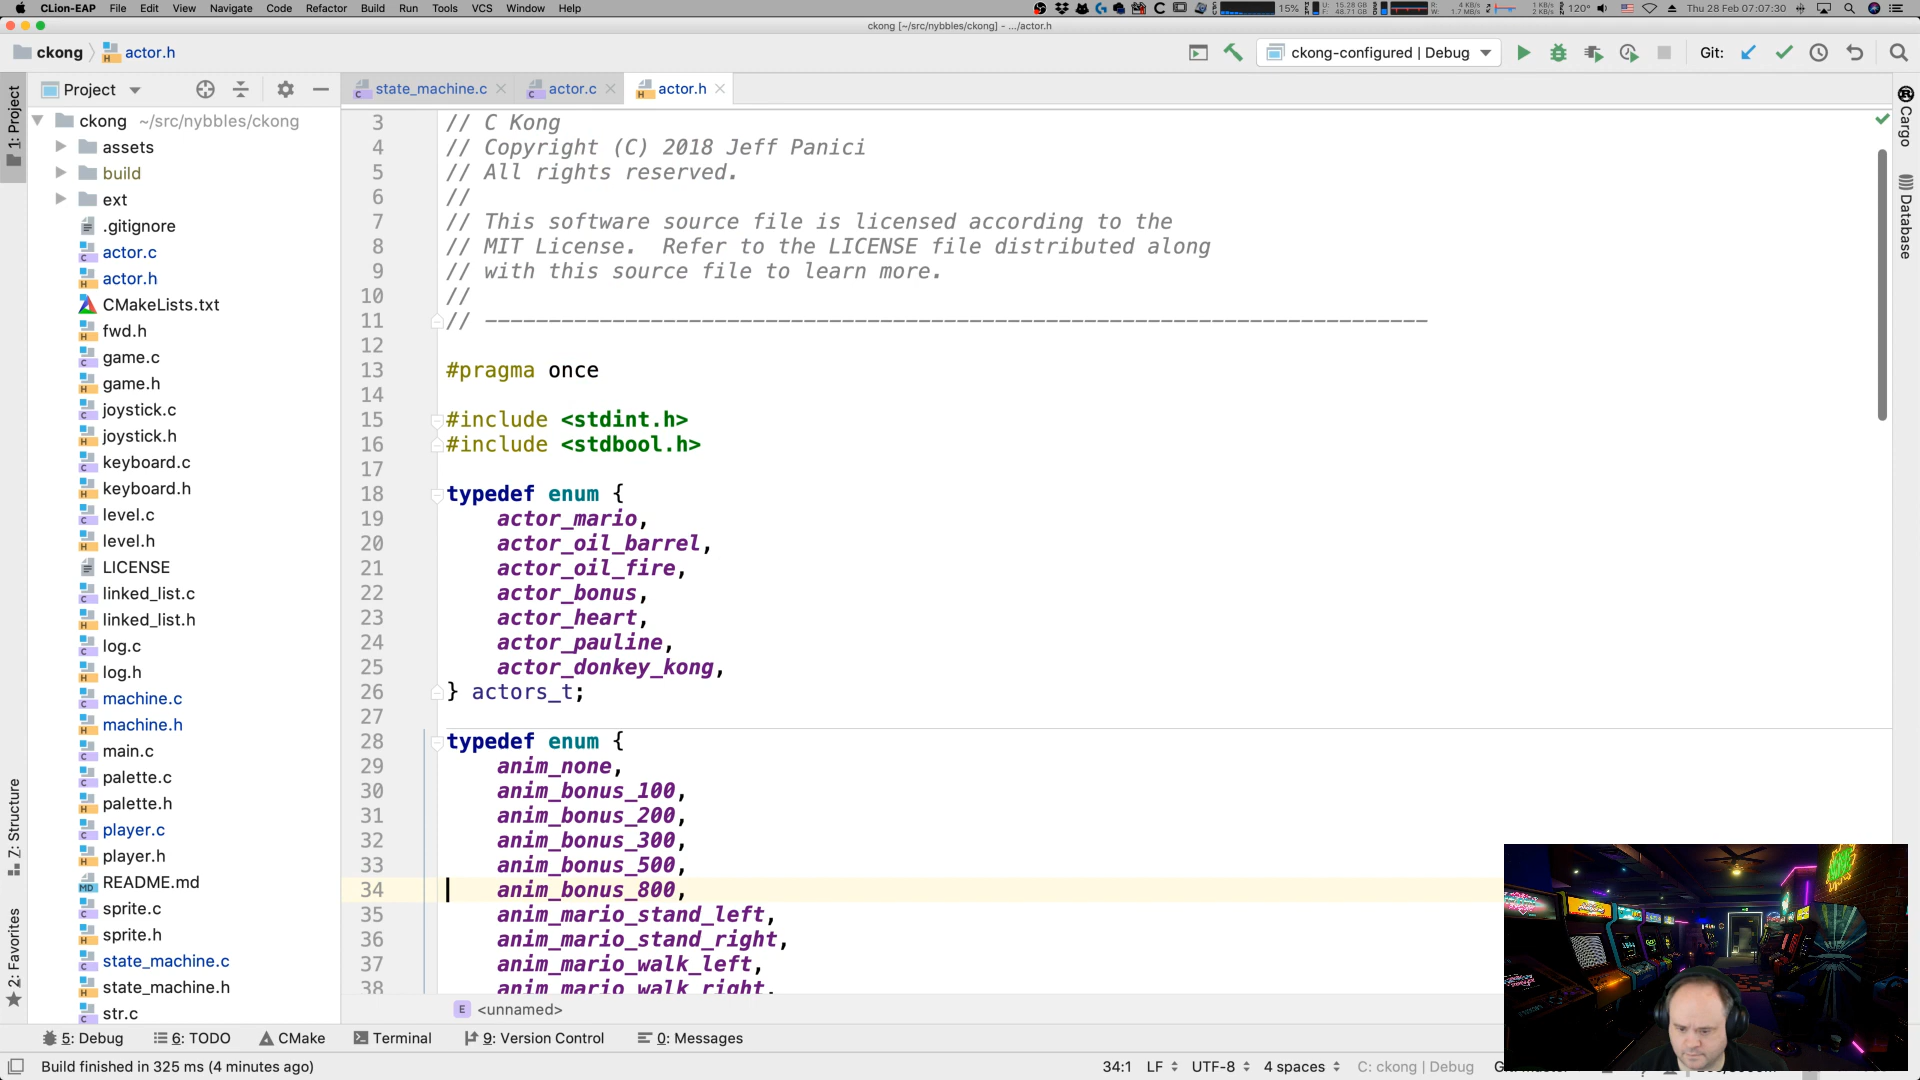 CLion-EAP File Edit View Navigate Code Refactor Build Run Tools VCS Window Help 15% Thu 28 Feb 07:07:30
ckong [~/src/nybbles/ckong] - .../actor.h
ckong actor.h ckong-configured | Debug Git:
1: Project
Project
state_machine.c actor.c actor.h
ckong ~/src/nybbles/ckong
assets
build
ext
.gitignore
actor.c
actor.h
CMakeLists.txt
fwd.h
game.c
game.h
joystick.c
joystick.h
keyboard.c
keyboard.h
level.c
level.h
LICENSE
linked_list.c
linked_list.h
log.c
log.h
machine.c
machine.h
main.c
palette.c
palette.h
player.c
player.h
README.md
sprite.c
sprite.h
state_machine.c
state_machine.h
str.c
Z: Structure
2: Favorites
3 // C Kong
4 // Copyright (C) 2018 Jeff Panici
5 // All rights reserved.
6 //
7 // This software source file is licensed according to the
8 // MIT License.  Refer to the LICENSE file distributed along
9 // with this source file to learn more.
10 //
11 // --------------------------------------------------------------------------
12
13 #pragma once
14
15 #include <stdint.h>
16 #include <stdbool.h>
17
18 typedef enum {
19     actor_mario,
20     actor_oil_barrel,
21     actor_oil_fire,
22     actor_bonus,
23     actor_heart,
24     actor_pauline,
25     actor_donkey_kong,
26 } actors_t;
27
28 typedef enum {
29     anim_none,
30     anim_bonus_100,
31     anim_bonus_200,
32     anim_bonus_300,
33     anim_bonus_500,
34     anim_bonus_800,
35     anim_mario_stand_left,
36     anim_mario_stand_right,
37     anim_mario_walk_left,
38     anim_mario_walk_right,
E <unnamed>
Cargo
Database
5: Debug 6: TODO CMake Terminal 9: Version Control 0: Messages
Build finished in 325 ms (4 minutes ago) 34:1 LF UTF-8 4 spaces C: ckong | Debug